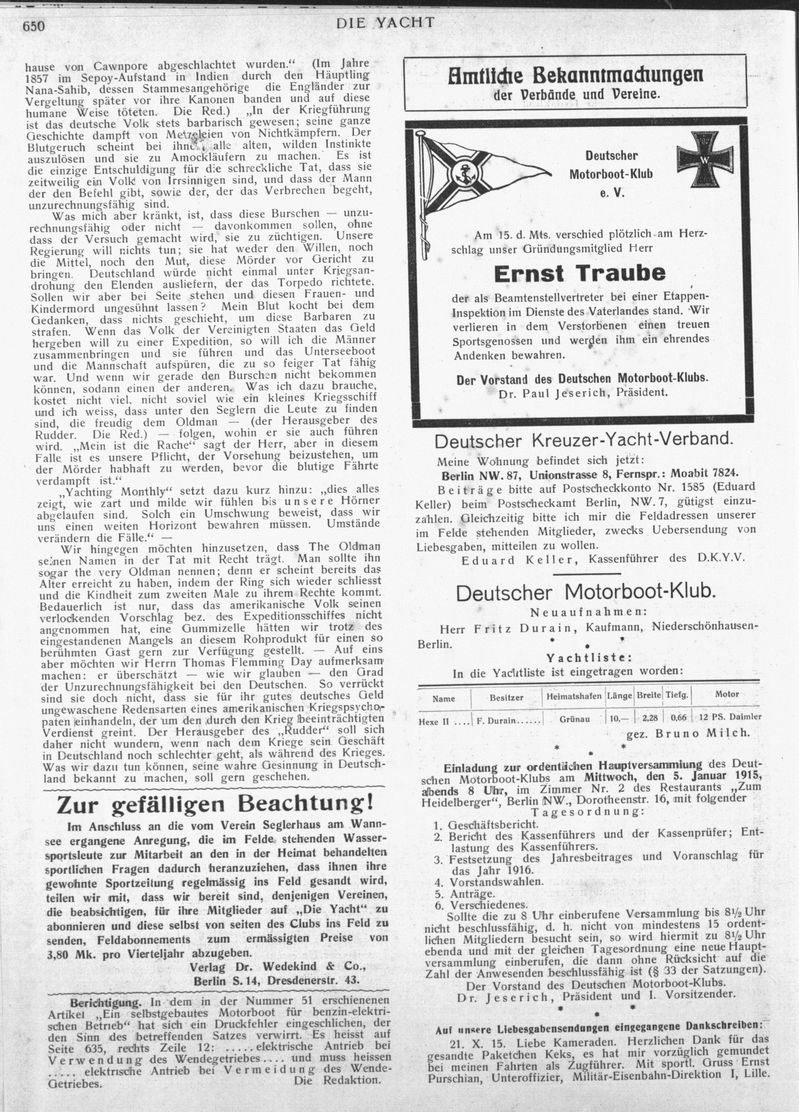 650
DIE YACHT
hause von Cawnpore abgeschlachtet wurden.“ (Im Jahre
1857 im Sepoy-Aufstand in Indien durch den Häuptling
Nana-Sahib, dessen Stammesangehörige die Engländer zur
Vergeltung später vor ihre Kanonen banden und auf diese
humane Weise töteten. Die Red.) „In der Kriegführung
ist das deutsche Volk stets barbarisch gewesen; seine ganze
Geschichte dampft von Metzeleien von Nichtkämpfern. Der
Blutgeruch scheint bei ihnen alle alten, wilden Instinkte
auszulösen und sie zu Amockläufern zu machen. Es ist
die einzige Entschuldigung für die schreckliche Tat, dass sie
zeitweilig ein Volk von Irrsinnigen sind, und dass der Mann
der den Befehl gibt, sowie der, der das Verbrechen begeht,
unzurechnungsfähig sind.
Was mich aber kränkt, ist, dass diese Burschen — unzu-
rechnungsfähig oder nicht — davonkommen sollen, ohne
dass der Versuch gemacht wird, sie zu züchtigen. Unsere
Regierung will nichts tun; sie hat weder den Willen, noch
die Mittel, noch den Mut, diese Mörder vor Gericht zu
bringen. Deutschland würde nicht einmal unter Kriegsan-
drohung den Elenden ausliefern, der das Torpedo richtete.
Sollen wir aber bei Seite stehen und diesen Frauen- und
Kindermord ungesühnt lassen? Mein Blut kocht bei dem
Gedanken, dass nichts geschieht, um diese Barbaren zu
strafen. Wenn das Volk der Vereinigten Staaten das Geld
hergeben will zu einer Expedition, so will ich die Männer
zusammenbringen und sie führen und das Unterseeboot
und die Mannschaft aufspüren, die zu so feiger Tat fähig
war. Und wenn wir gerade den Burschen nicht bekommen
können, sodann einen der anderen. Was ich dazu brauche,
kostet nicht viel, nicht soviel wie ein kleines Kriegsschiff
und ich weiss, dass unter den Seglern die Leute zu finden
sind, die freudig dem Oldman — (der Herausgeber des
Rudder. Die Red.) — folgen, wohin er sie auch führen
wird. „Mein ist die Rache“ sagt der Herr, aber in diesem
Falle ist es unsere Pflicht, der Vorsehung beizustehen, um
der Mörder habhaft zu werden, bevor die blutige Fährte
verdampft ist.“
„Yachting Monthly“ setzt dazu kurz hinzu: „dies alles
zeigt, wie zart und milde wir fühlen bis unsere Hörner
abgelaufen sind. Solch ein Umschwung beweist, dass wir
uns einen weiten Horizont bewahren müssen. Umstände
verändern die Fälle.“ —
Wir hingegen möchten hinzusetzen, dass The Oldman
seinen Namen in der Tat mit Recht trägt. Man sollte ihn
sogar the very Oldman nennen; denn er scheint bereits das
Alter erreicht zu haben, indem der Ring sich wieder schliesst
und die Kindheit zum zweiten Male zu ihrem Rechte kommt.
Bedauerlich ist nur, dass das amerikanische Volk seinen
verlockenden Vorschlag bez. des Expeditionsschiffes nicht
angenommen hat, eine Gummizelle hätten wir trotz des
eingestandenen Mangels an diesem Rohprodukt für einen so
berühmten Gast gern zur Verfügung gestellt. — Auf eins
aber möchten wir Herrn Thomas Flemming Day aufmerksam
machen: er überschätzt — wie wir glauben — den Grad
der Unzurechnungsfähigkeit bei den Deutschen. So verrückt
sind sie doch nicht, dass sie für ihr gutes deutsches Geld
ungewaschene Redensarten eines amerikanischen Kriegspsycho-
paten einhandeln, der um den durch den Krieg beeinträchtigten
Verdienst greint. Der Herausgeber des „Rudder“ soll sich
daher nicht wundern, wenn nach dem Kriege sein Geschäft
in Deutschland noch schlechter geht, als während des Krieges.
Was wir dazu tun können, seine wahre Gesinnung in Deutsch-
land bekannt zu machen, soll gern geschehen.
Zur gefälligen Beachtung!
Im Anschluss an die vom Verein Seglerhaus am Wann-
see ergangene Anregung, die im Felde stehenden Wasser-
sportsleute zur Mitarbeit an den in der Heimat behandelten
sportlichen Fragen dadurch heranzuziehen, dass ihnen ihre
gewohnte Sportzeitung regelmässig ins Feld gesandt wird,
teilen wir mit, dass wir bereit sind, denjenigen Vereinen,
die beabsichtigen, für ihre Mitglieder auf „Die Yacht“ zu
abonnieren und diese selbst von seiten des Clubs ins Feld zu
senden, Feldabonnements zum ermässigten Preise von
3,80 Mk. pro Vierteljahr abzugeben.
Verlag Dr. Wedekind & Co.,
Berlin S. 14, Dresdenerstr. 43.
Berichtigung. In dem in der Nummer 51 erschienenen
Artikel „Ein selbstgebautes Motorboot für benzin-elektri-
schen Betrieb“ hat sich ein Druckfehler eingeschlichen, der
den Sinn des betreffenden Satzes verwirrt. Es heisst auf
Seite 635, rechts Zeile 12: ..... elektrische Antrieb bei
Verwendung des Wendegetriebes.... und muss heissen
..... elektrische Antrieb bei Vermeidung des Wende-
Getriebes. Die Redaktion.
Amtliche Bekanntmachungen
der Verbände und Vereine.
W
Deutscher
Motorboot-Klub
e. V.
Am 15. d. Mts. verschied plötzlich am Herz-
schlag unser Gründungsmitglied Herr
Ernst Traube
der als Beamtenstellvertreter bei einer Etappen-
Inspektion im Dienste des Vaterlandes stand. Wir
verlieren in dem Verstorbenen einen treuen
Sportsgenossen und werden ihm ein ehrendes
Andenken bewahren.
Der Vorstand des Deutschen Motorboot-Klubs.
Dr. Paul Jeserich, Präsident.
Deutscher Kreuzer-Yacht-Verband.
Meine Wohnung befindet sich jetzt:
Berlin NW. 87, Unionstrasse 8, Fernspr.: Moabit 7824.
Beiträge bitte auf Postscheckkonto Nr. 1585 (Eduard
Keller) beim Postscheckamt Berlin, NW. 7, gütigst einzu-
zahlen. Gleichzeitig bitte ich mir die Feldadressen unserer
im Felde stehenden Mitglieder, zwecks Uebersendung von
Liebesgaben, mitteilen zu wollen.
Eduard Keller, Kassenführer des D.K.Y.V.
Deutscher Motorboot-Klub.
Neuaufnahmen:
Herr Fritz Durain, Kaufmann, Niederschönhausen-
Berlin.
* * *
Yachtliste:
In die Yachtliste ist eingetragen worden:
Name | Besitzer | Heimatshafen | Länge | Breite | Tiefg. | Motor
Hexe II .... | F. Durain...... | Grünau | 10,— | 2,28 | 0,66 | 12 PS. Daimler
gez. Bruno Milch.
* * *
Einladung zur ordentlichen Hauptversammlung des Deut-
schen Motorboot-Klubs am Mittwoch, den 5. Januar 1915,
abends 8 Uhr, im Zimmer Nr. 2 des Restaurants „Zum
Heidelberger“, Berlin NW., Dorotheenstr. 16, mit folgender
Tagesordnung:
1. Geschäftsbericht.
2. Bericht des Kassenführers und der Kassenprüfer; Ent-
lastung des Kassenführers.
3. Festsetzung des Jahresbeitrages und Voranschlag für
das Jahr 1916.
4. Vorstandswahlen.
5. Anträge.
6. Verschiedenes.
Sollte die zu 8 Uhr einberufene Versammlung bis 8½ Uhr
nicht beschlussfähig, d. h. nicht von mindestens 15 ordent-
lichen Mitgliedern besucht sein, so wird hiermit zu 8½ Uhr
ebenda und mit der gleichen Tagesordnung eine neue Haupt-
versammlung einberufen, die dann ohne Rücksicht auf die
Zahl der Anwesenden beschlussfähig ist (§ 33 der Satzungen).
Der Vorstand des Deutschen Motorboot-Klubs.
Dr. Jeserich, Präsident und I. Vorsitzender.
* * *
Auf unsere Liebesgabensendungen eingegangene Dankschreiben:
21. X. 15. Liebe Kameraden. Herzlichen Dank für das
gesandte Paketchen Keks, es hat mir vorzüglich gemundet
bei meinen Fahrten als Zugführer. Mit sportl. Gruss Ernst
Purschian, Unteroffizier, Militär-Eisenbahn-Direktion I, Lille.